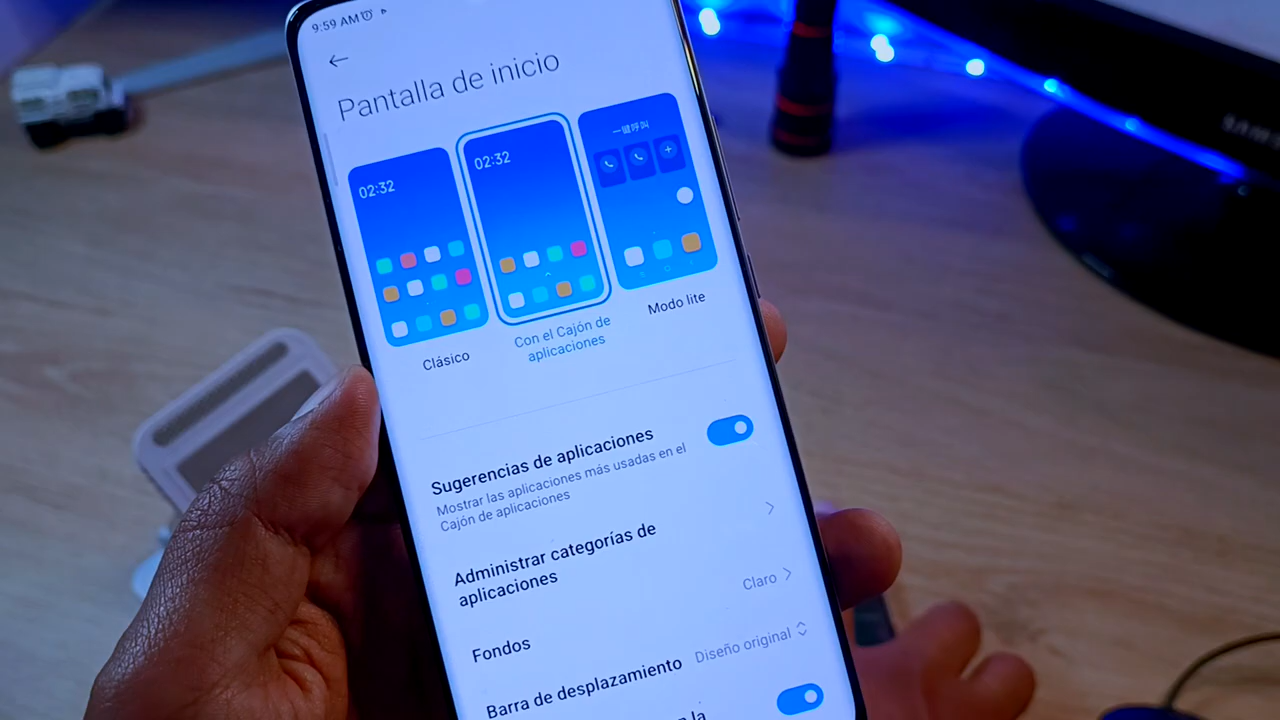 9:59 AM
Pantalla de inicio
02:32
02:32
一键呼叫
Clásico
Con el Cajón de
aplicaciones
Modo lite
Sugerencias de aplicaciones
Mostrar las aplicaciones más usadas en el
Cajón de aplicaciones
Administrar categorías de
aplicaciones
Fondos
Claro
Barra de desplazamiento
Diseño original
la